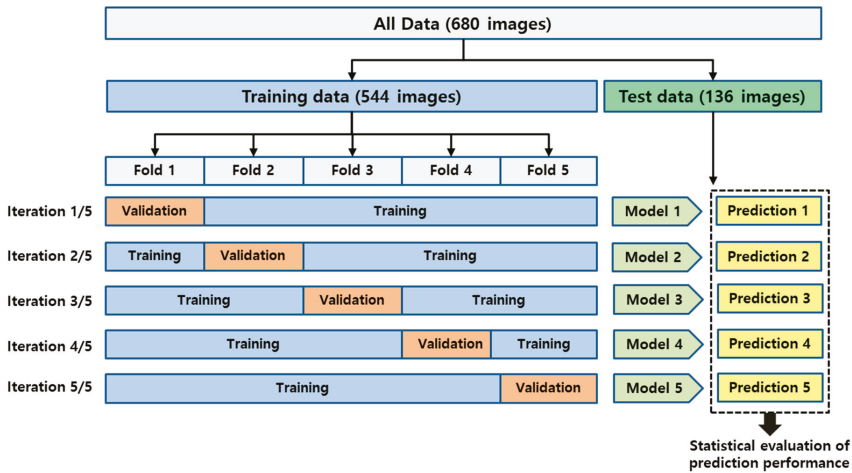 All Data (680 images)
Training data (544 images)
Test data (136 images)
Fold 1
Fold 2
Fold 3
Fold 4
Fold 5
Iteration 1/5
Validation
Training
Model 1
Prediction 1
Iteration 2/5
Training
Validation
Training
Model 2
Prediction 2
Iteration 3/5
Training
Validation
Training
Model 3
Prediction 3
Iteration 4/5
Training
Validation
Training
Model 4
Prediction 4
Iteration 5/5
Training
Validation
Model 5
Prediction 5
Statistical evaluation of
prediction performance